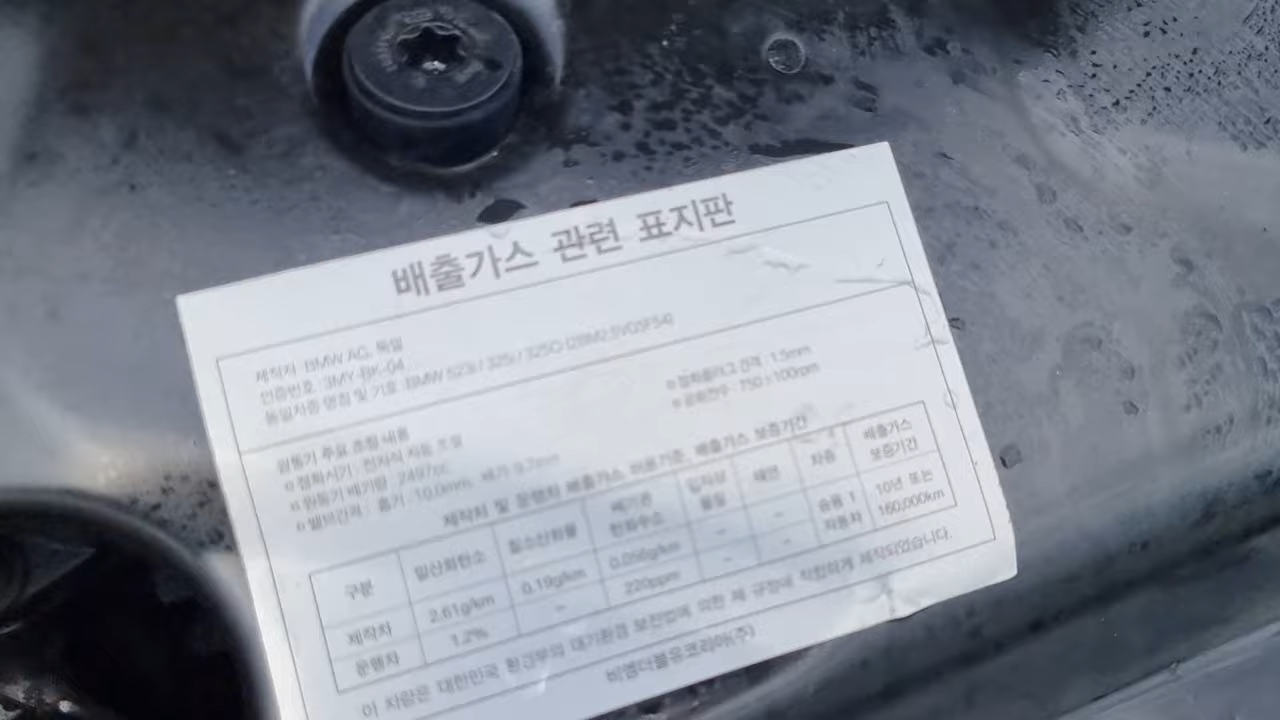 배출가스 관련 표지판
제작자: BMW AG, 독일
인증번호: 3MY-BK-04
동일차종 명칭 및 기호: BMW 523i / 325i / 325Ci
원동기 주요 조정 내용
점화시기: 전자식 자동 조절
원동기 배기량: 2497cc
밸브간격: 흡기 10.0mm, 배기 9.7mm
점화플러그 간격: 1.5mm
공회전수: 750 ± 100rpm
제작차 및 운행차 배출가스 허용기준, 배출가스 보증기간
구분 일산화탄소 질소산화물 배기관 탄화수소 입자상 물질 매연 차종 배출가스 보증기간
제작차 2.61g/km 0.19g/km 0.056g/km - - 승용 1 자동차 10년 또는 160,000km
운행차 1.2% - 220ppm - -
이 차량은 대한민국 환경부의 대기환경 보전법에 의한 제 규정에 적합하게 제작되었습니다.
비엠더블유코리아(주)